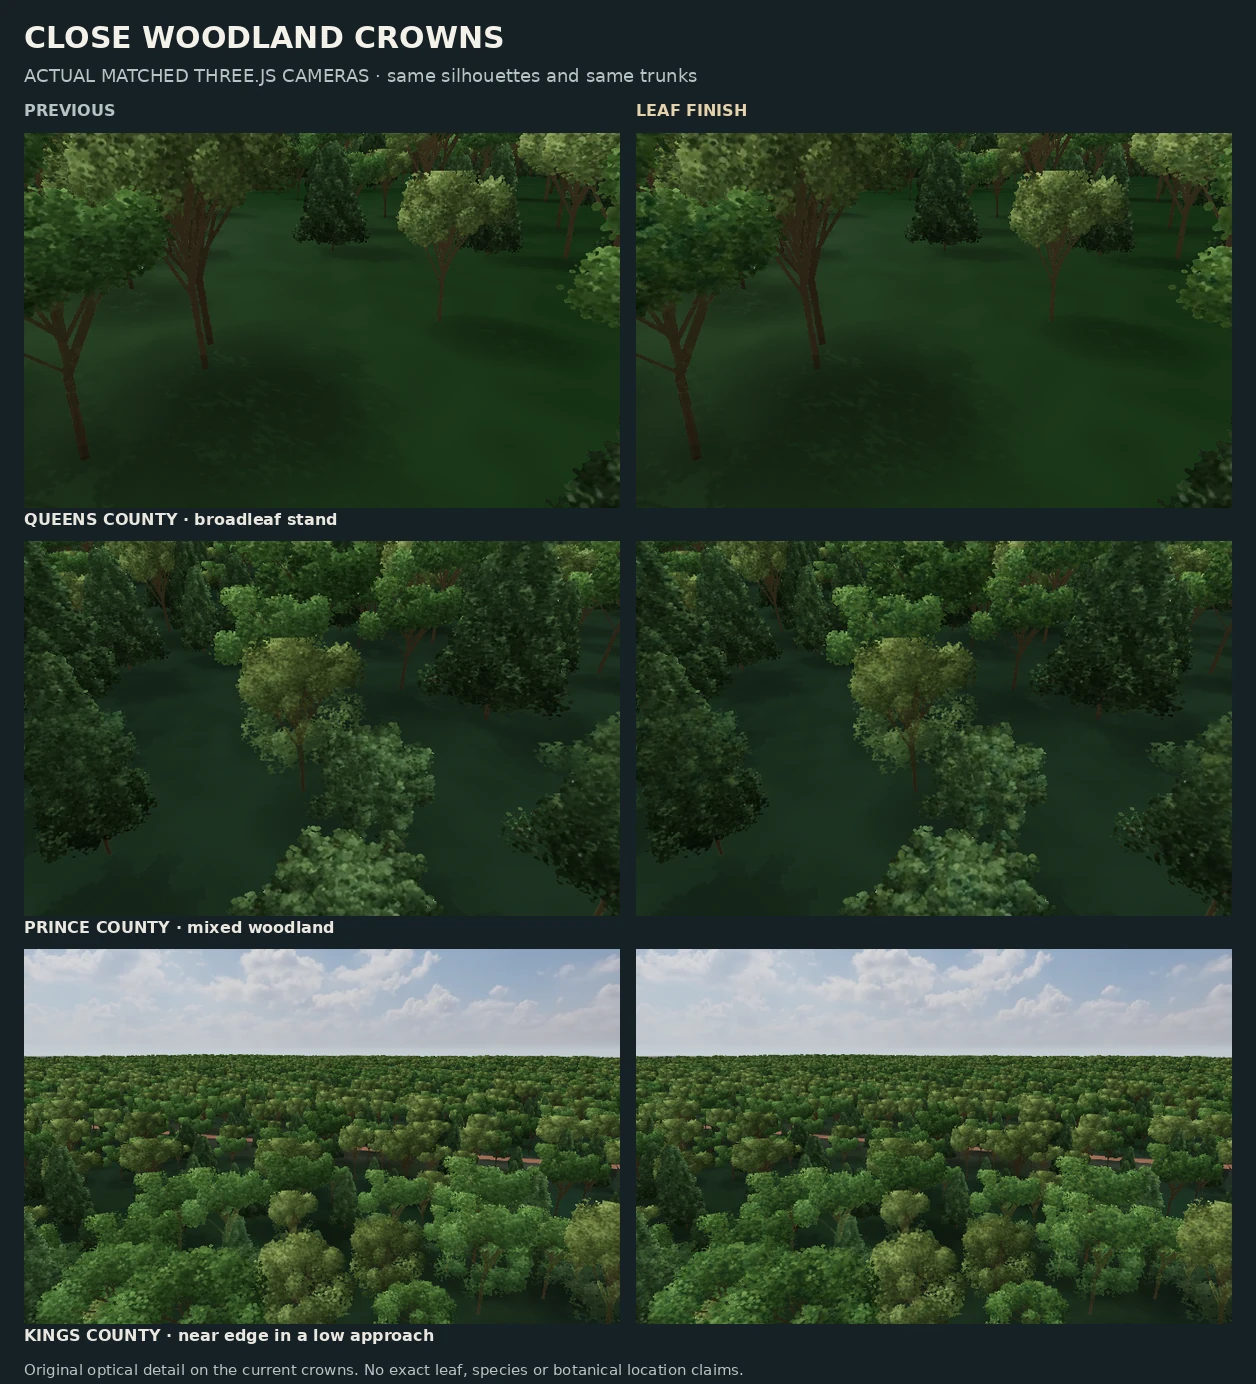 CLOSE WOODLAND CROWNS
ACTUAL MATCHED THREE.JS CAMERAS · same silhouettes and same trunks
PREVIOUS
LEAF FINISH
QUEENS COUNTY · broadleaf stand
PRINCE COUNTY · mixed woodland
KINGS COUNTY · near edge in a low approach
Original optical detail on the current crowns. No exact leaf, species or botanical location claims.